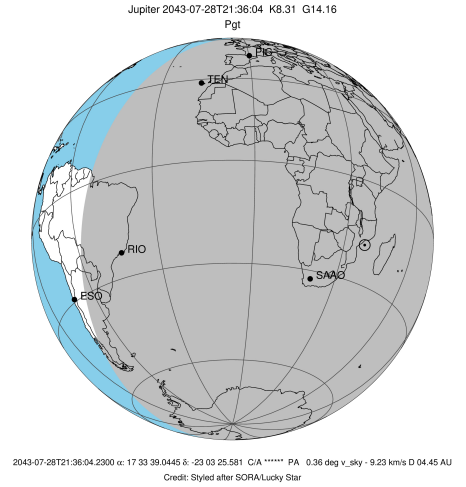 Jupiter 2043-07-28T21:36:04 K8.31 G14.16
Pgt
PIC
TEN
RIO
SAAO
ESO
2043-07-28T21:36:04.2300 α: 17 33 39.0445 δ: -23 03 25.581 C/A ****** PA 0.36 deg v_sky - 9.23 km/s D 04.45 AU
Credit: Styled after SORA/Lucky Star